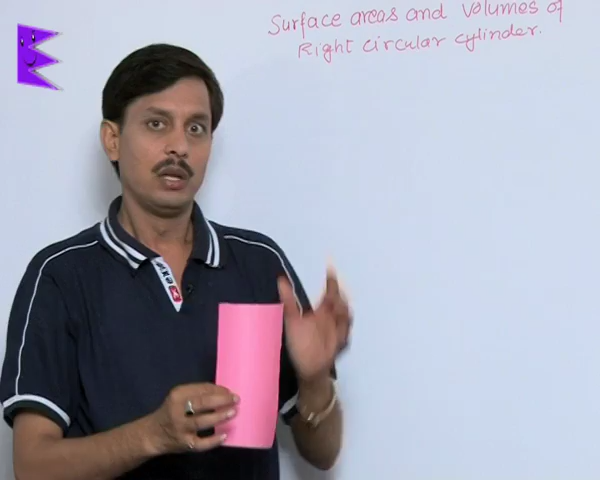 Surface areas and volumes of
Right circular cylinder.